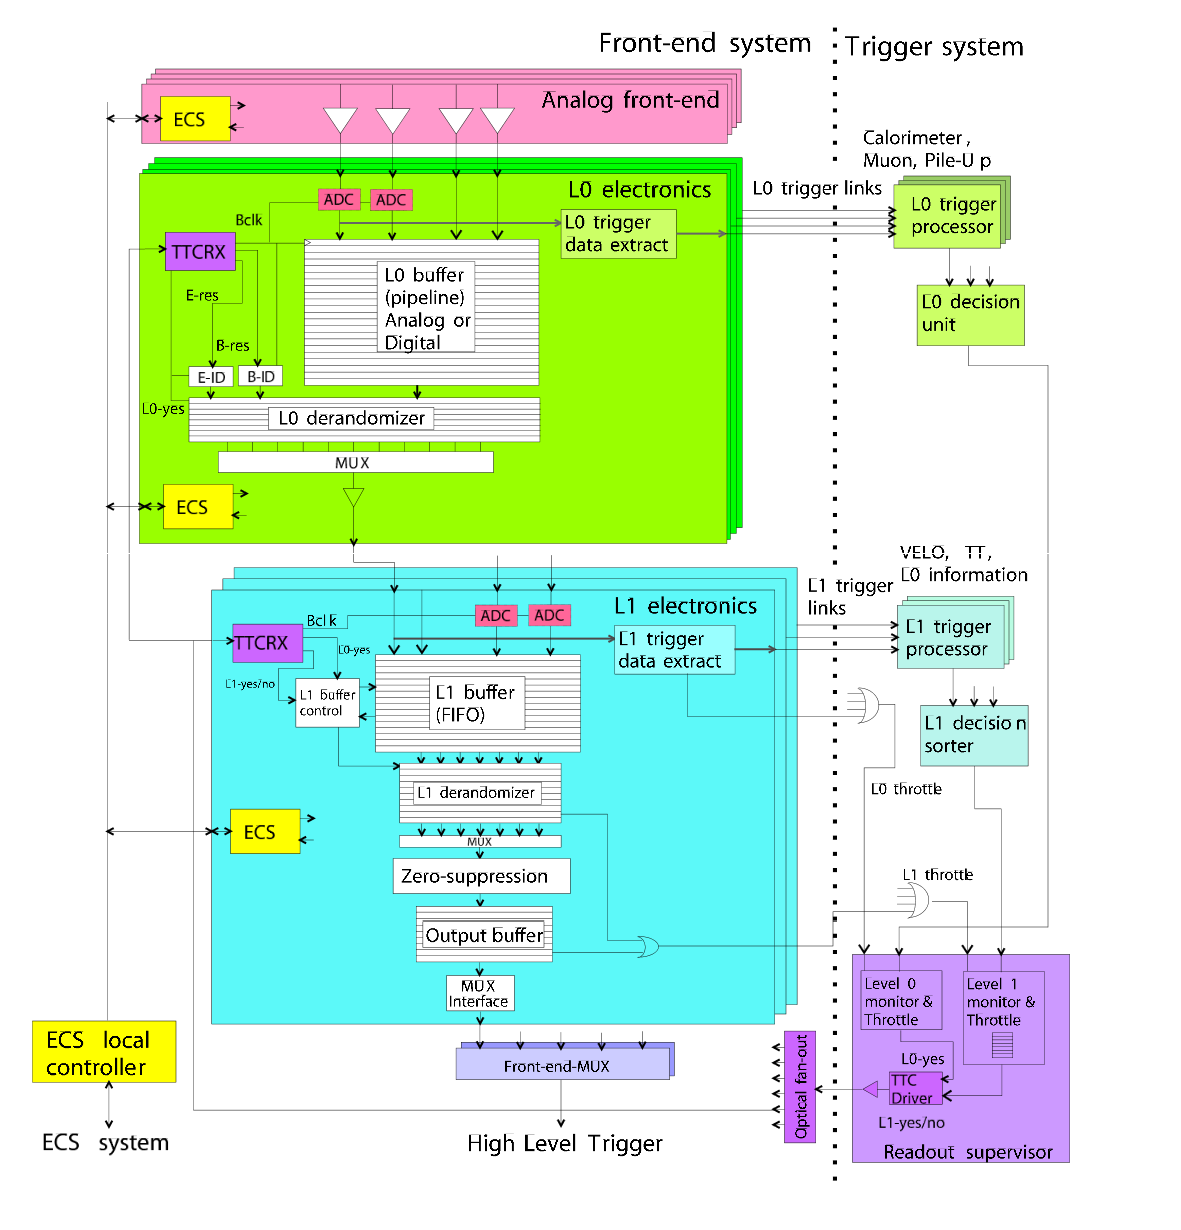 Front-end system
Trigger system
Analog front-end
ECS
Calorimeter,
Muon, Pile-U p
L0 electronics
L0 trigger links
ADC
ADC
Bclk
L0 trigger
data extract
L0 trigger
processor
TTCRX
L0 buffer
(pipeline)
Analog or
Digital
E-res
B-res
L0 decision
unit
E-ID
B-ID
L0-yes
L0 derandomizer
MUX
ECS
VELO, TT,
L0 information
L1 trigger
links
L1 electronics
ADC
ADC
Bclk
L1 trigger
data extract
L1 trigger
processor
TTCRX
L0-yes
L1-yes/no
L1 buffer
control
L1 buffer
(FIFO)
L1 decision
sorter
L1 derandomizer
L0 throttle
ECS
MUX
Zero-suppression
L1 throttle
Output buffer
MUX
Interface
Level 0
monitor &
Throttle
Level 1
monitor &
Throttle
ECS local
controller
Front-end-MUX
Optical fan-out
L0-yes
TTC
Driver
L1-yes/no
ECS system
High Level Trigger
Readout supervisor